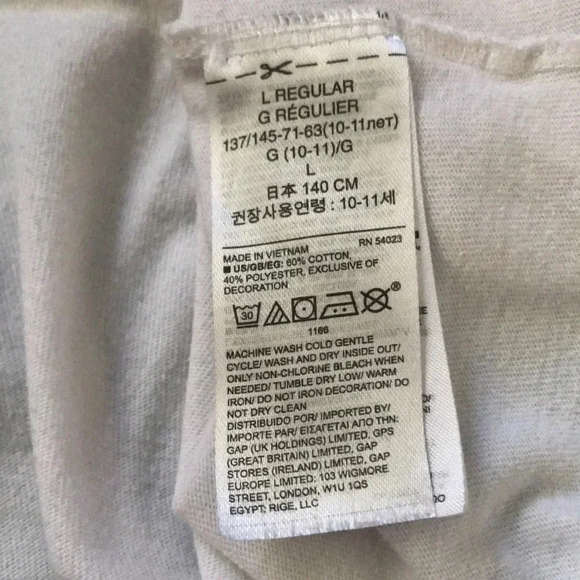 L REGULAR
G RÉGULIER
137/145-71-63(10-11лет)
G (10-11)/G
L
日本 140 CM
권장사용연령 : 10-11세
MADE IN VIETNAM RN 54023
US/GB/EG: 60% COTTON,
40% POLYESTER, EXCLUSIVE OF
DECORATION
30
®
1166
MACHINE WASH COLD GENTLE
CYCLE/ WASH AND DRY INSIDE OUT/
ONLY NON-CHLORINE BLEACH WHEN
NEEDED/ TUMBLE DRY LOW/ WARM
IRON/ DO NOT IRON DECORATION/ DO
NOT DRY CLEAN
DISTRIBUIDO POR/ IMPORTED BY/
IMPORTE PAR/ ΕΙΣΑΓΕΤΑΙ ΑΠΟ ΤΗΝ:
GAP (UK HOLDINGS) LIMITED, GPS
(GREAT BRITAIN) LIMITED, GAP
STORES (IRELAND) LIMITED, GAP
EUROPE LIMITED: 103 WIGMORE
STREET, LONDON, W1U 1QS
EGYPT: RIGE, LLC